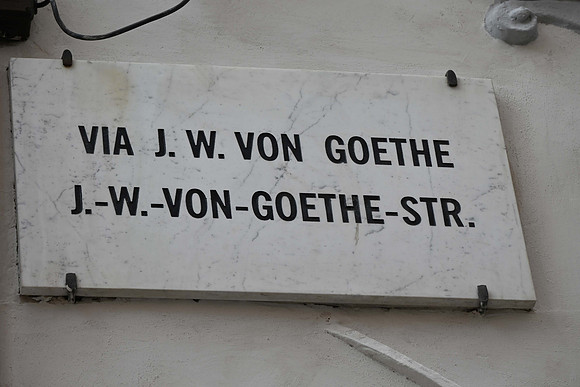 VIA J. W. VON GOETHE
J.-W.-VON-GOETHE-STR.